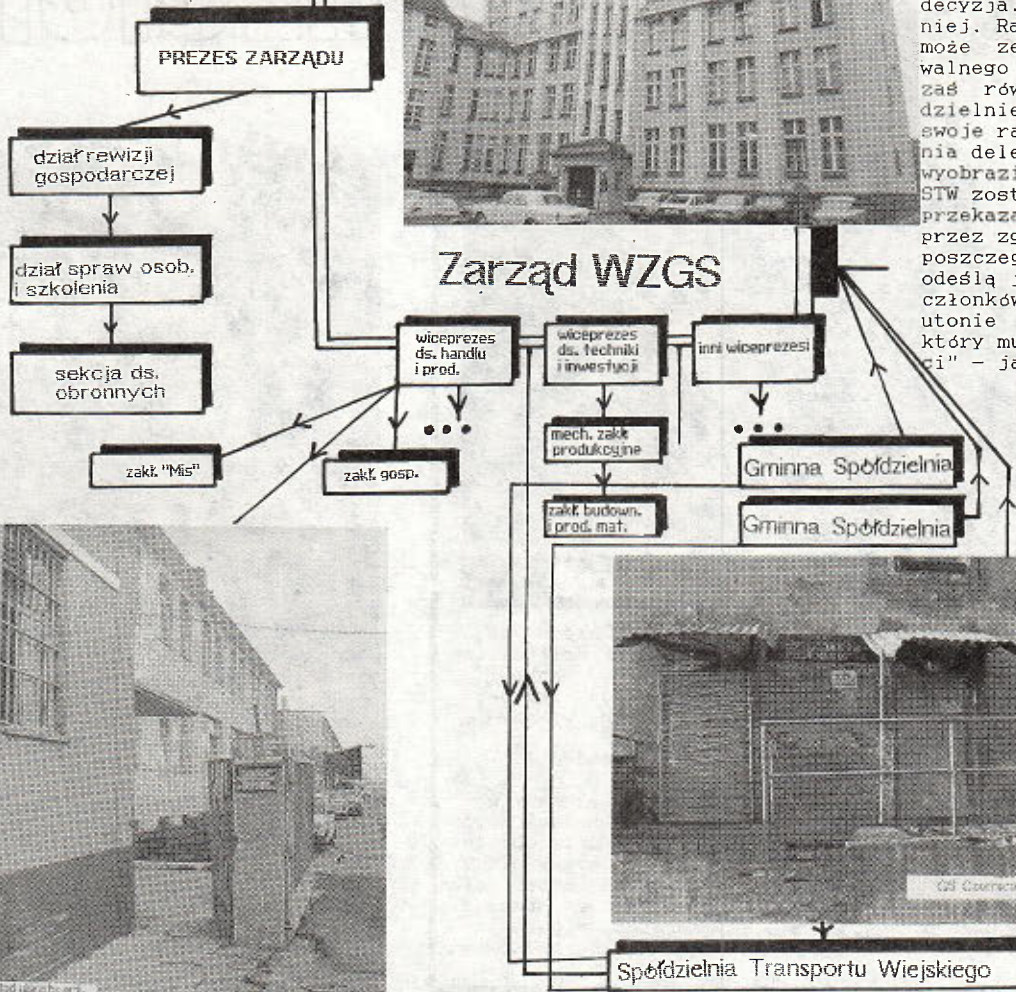 PREZES ZARZĄDU
dział rewizji
gospodarczej
dział spraw osob.
i szkolenia
sekcja ds.
obronnych
Zarząd WZGS
wiceprezes
ds. handlu
i prod.
wiceprezes
ds. techniki
i inwestycji
inni wiceprezesi
zakł. "Mis"
zakł. gosp.
mech. zakł
produkcyjne
zakł. budown.
i prod. mat.
Gminna Spółdzielnia
Gminna Spółdzielnia
GS
Spółdzielnia Transportu Wiejskiego
decyzja.
niej. Ra
może ze
walnego
zaś rów
dzielnie
swoje ra
nia dele
wyobrazi
STW zost
przekaza
przez zg
poszczeg
odeślą j
członków
utonie
który mu
ci" — ja